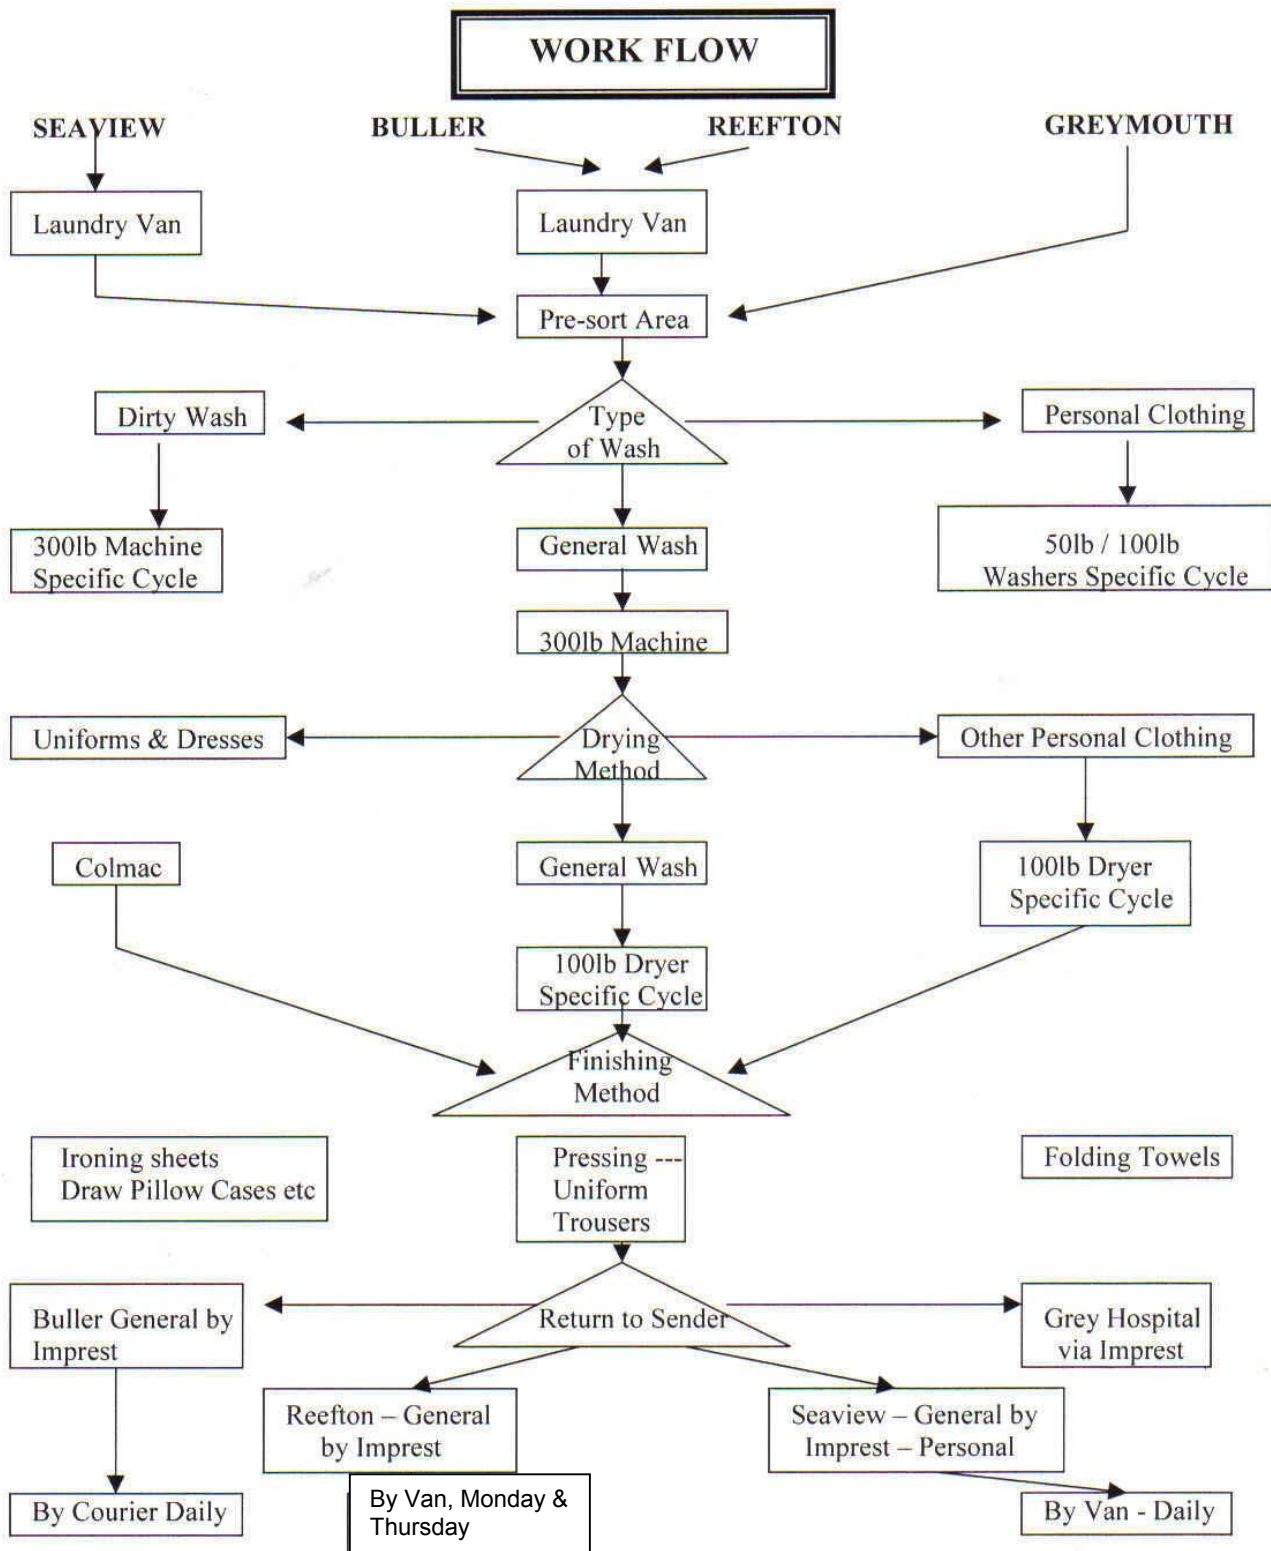 WORK FLOW
SEAVIEW
BULLER
REEFTON
GREYMOUTH
Laundry Van
Laundry Van
Pre-sort Area
Dirty Wash
Type
of Wash
Personal Clothing
300lb Machine
Specific Cycle
General Wash
50lb / 100lb
Washers Specific Cycle
300lb Machine
Uniforms & Dresses
Drying
Method
Other Personal Clothing
Colmac
General Wash
100lb Dryer
Specific Cycle
100lb Dryer
Specific Cycle
Finishing
Method
Ironing sheets
Draw Pillow Cases etc
Pressing ---
Uniform
Trousers
Folding Towels
Buller General by
Imprest
Return to Sender
Grey Hospital
via Imprest
Reefton – General
by Imprest
Seaview – General by
Imprest – Personal
By Courier Daily
By Van, Monday &
Thursday
By Van - Daily